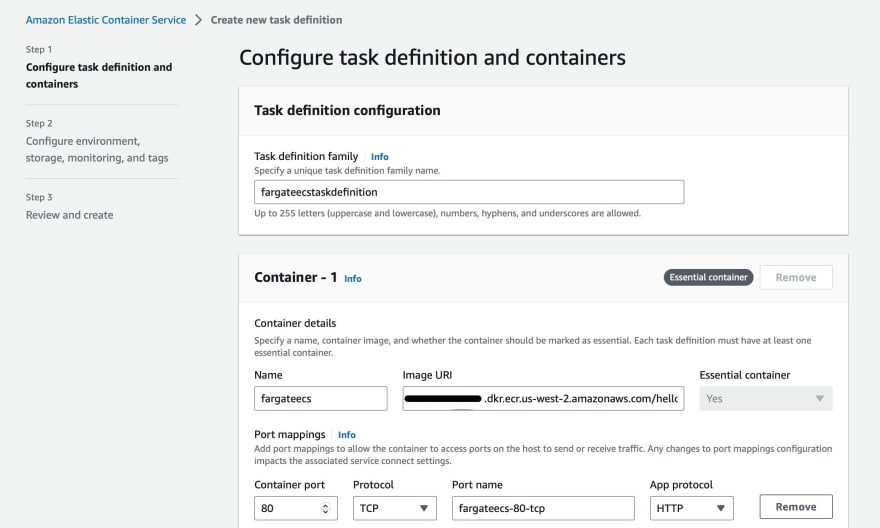 Amazon Elastic Container Service > Create new task definition
Step 1
Configure task definition and
containers
Step 2
Configure environment,
storage, monitoring, and tags
Step 3
Review and create
Configure task definition and containers
Task definition configuration
Task definition family Info
Specify a unique task definition family name.
fargateecstaskdefinition
Up to 255 letters (uppercase and lowercase), numbers, hyphens, and underscores are allowed.
Container - 1 Info
Essential container
Remove
Container details
Specify a name, container image, and whether the container should be marked as essential. Each task definition must have at least one
essential container.
Name
Image URI
Essential container
fargateecs
.dkr.ecr.us-west-2.amazonaws.com/hello
Yes
Port mappings Info
Add port mappings to allow the container to access ports on the host to send or receive traffic. Any changes to port mappings configuration
impacts the associated service connect settings.
Container port
Protocol
Port name
App protocol
80
TCP
fargateecs-80-tcp
HTTP
Remove